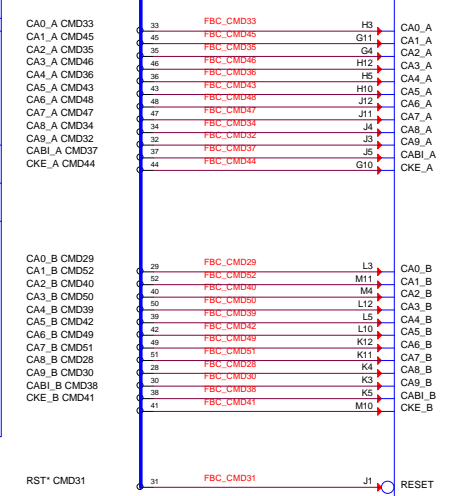 CA0_A CMD33 33 FBC_CMD33 H3 CA0_A
CA1_A CMD45 45 FBC_CMD45 G11 CA1_A
CA2_A CMD35 35 FBC_CMD35 G4 CA2_A
CA3_A CMD46 46 FBC_CMD46 H12 CA3_A
CA4_A CMD36 36 FBC_CMD36 H5 CA4_A
CA5_A CMD43 43 FBC_CMD43 H10 CA5_A
CA6_A CMD48 48 FBC_CMD48 J12 CA6_A
CA7_A CMD47 47 FBC_CMD47 J11 CA7_A
CA8_A CMD34 34 FBC_CMD34 J4 CA8_A
CA9_A CMD32 32 FBC_CMD32 J3 CA9_A
CABI_A CMD37 37 FBC_CMD37 J5 CABI_A
CKE_A CMD44 44 FBC_CMD44 G10 CKE_A
CA0_B CMD29 29 FBC_CMD29 L3 CA0_B
CA1_B CMD52 52 FBC_CMD52 M11 CA1_B
CA2_B CMD40 40 FBC_CMD40 M4 CA2_B
CA3_B CMD50 50 FBC_CMD50 L12 CA3_B
CA4_B CMD39 39 FBC_CMD39 L5 CA4_B
CA5_B CMD42 42 FBC_CMD42 L10 CA5_B
CA6_B CMD49 49 FBC_CMD49 K12 CA6_B
CA7_B CMD51 51 FBC_CMD51 K11 CA7_B
CA8_B CMD28 28 FBC_CMD28 K4 CA8_B
CA9_B CMD30 30 FBC_CMD30 K3 CA9_B
CABI_B CMD38 38 FBC_CMD38 K5 CABI_B
CKE_B CMD41 41 FBC_CMD41 M10 CKE_B
RST* CMD31 31 FBC_CMD31 J1 RESET